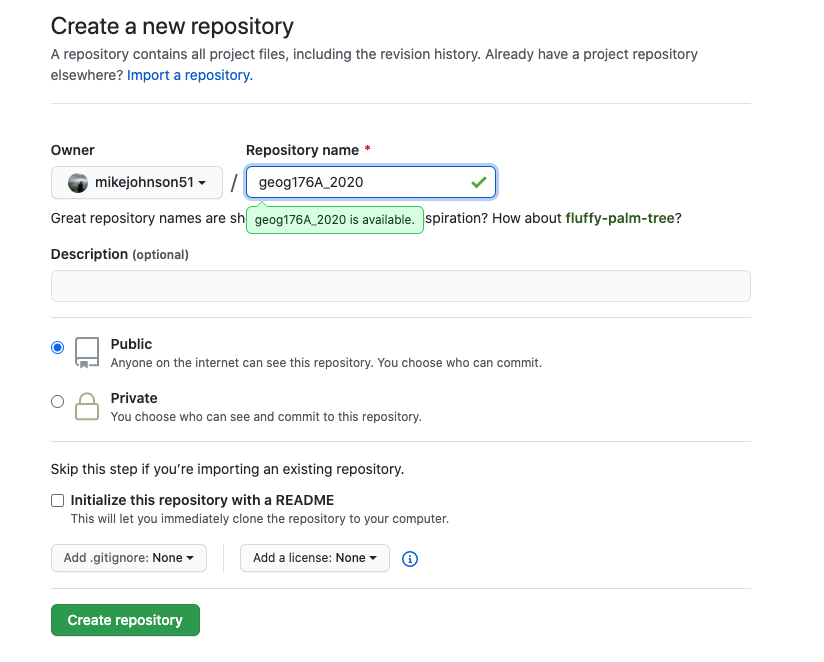 Create a new repository
A repository contains all project files, including the revision history. Already have a project repository
elsewhere? Import a repository.
Owner
Repository name *
mikejohnson51
/
geog176A_2020
Great repository names are sh
geog176A_2020 is available.
spiration? How about fluffy-palm-tree?
Description (optional)
Public
Anyone on the internet can see this repository. You choose who can commit.
Private
You choose who can see and commit to this repository.
Skip this step if you’re importing an existing repository.
Initialize this repository with a README
This will let you immediately clone the repository to your computer.
Add .gitignore: None
Add a license: None
Create repository